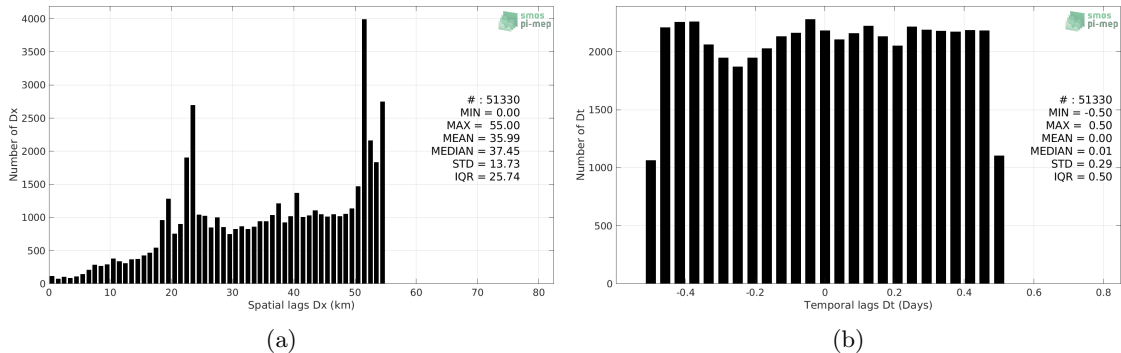 smos
pi-mep
4000
3500
3000
2500
2000
1500
1000
500
0
Number of Dx
# : 51330
MIN = 0.00
MAX = 55.00
MEAN = 35.99
MEDIAN = 37.45
STD = 13.73
IQR = 25.74
0 10 20 30 40 50 60 70 80
Spatial lags Dx (km)
(a)
smos
pi-mep
2000
1500
1000
500
0
Number of Dt
# : 51330
MIN = -0.50
MAX = 0.50
MEAN = 0.00
MEDIAN = 0.01
STD = 0.29
IQR = 0.50
-0.4 -0.2 0 0.2 0.4 0.6 0.8
Temporal lags Dt (Days)
(b)